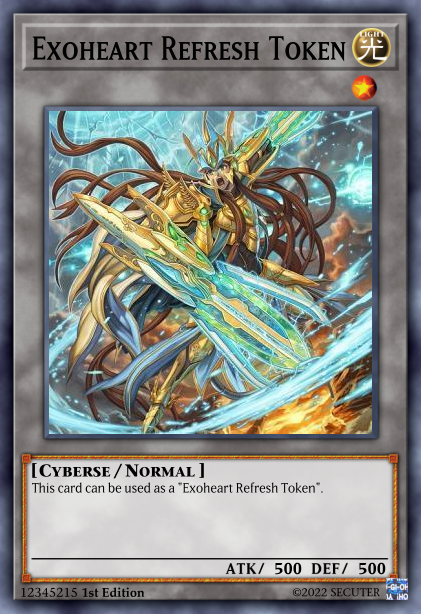 Exoheart Refresh Token
LIGHT
光
[Cyberse/Normal]
This card can be used as a "Exoheart Refresh Token".
ATK/ 500 DEF/ 500
12345215 1st Edition ©2022 SECUTER